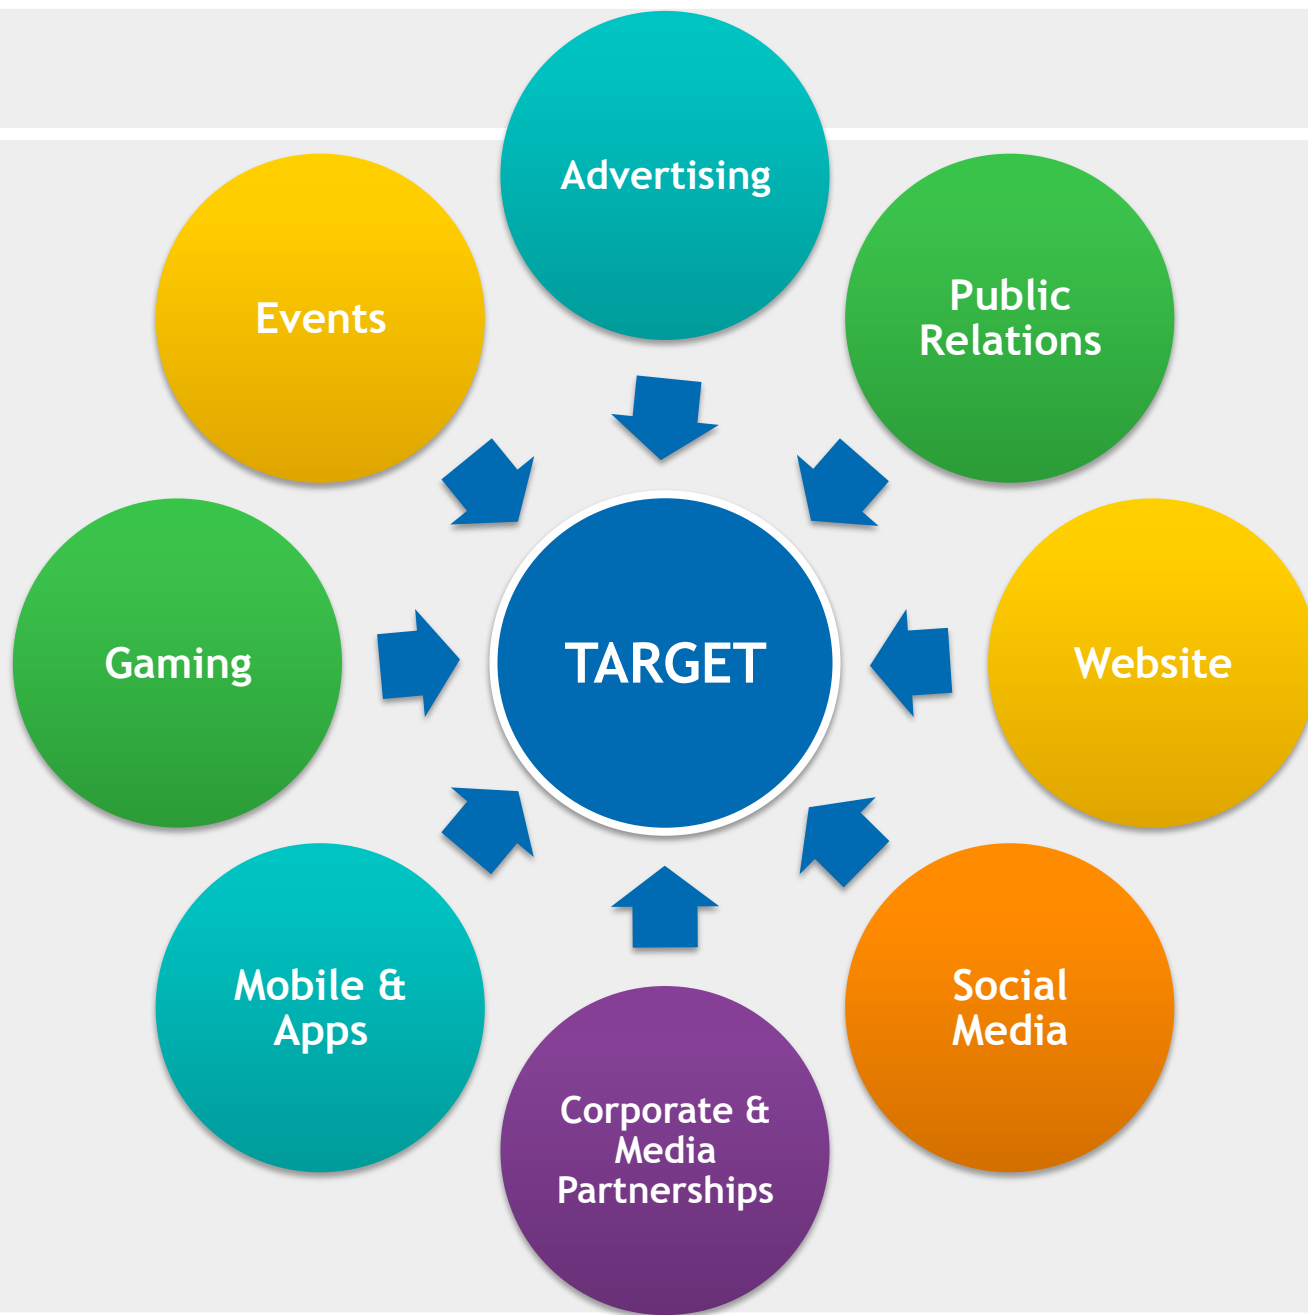 Advertising
Public
Relations
Events
TARGET
Gaming
Website
Mobile &
Apps
Social
Media
Corporate &
Media
Partnerships